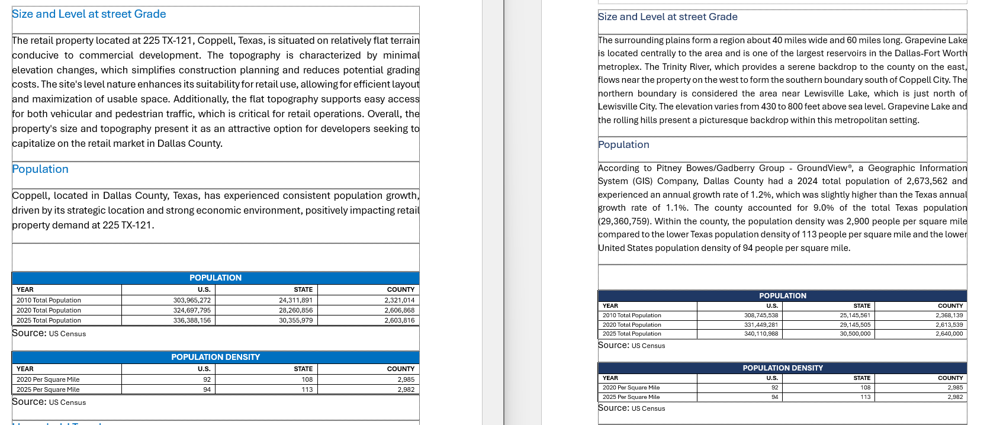 Size and Level at street Grade
The retail property located at 225 TX-121, Coppell, Texas, is situated on relatively flat terrain
conducive to commercial development. The topography is characterized by minimal
elevation changes, which simplifies construction planning and reduces potential grading
costs. The site's level nature enhances its suitability for retail use, allowing for efficient layout
and maximization of usable space. Additionally, the flat topography supports easy access
for both vehicular and pedestrian traffic, which is critical for retail operations. Overall, the
property's size and topography present it as an attractive option for developers seeking to
capitalize on the retail market in Dallas County.
Population
Coppell, located in Dallas County, Texas, has experienced consistent population growth,
driven by its strategic location and strong economic environment, positively impacting retail
property demand at 225 TX-121.
POPULATION
YEAR U.S. STATE COUNTY
2010 Total Population 303,965,272 24,311,891 2,321,014
2020 Total Population 324,697,795 28,260,856 2,606,868
2025 Total Population 336,388,156 30,355,979 2,603,816
Source: US Census
POPULATION DENSITY
YEAR U.S. STATE COUNTY
2020 Per Square Mile 92 108 2,985
2025 Per Square Mile 94 113 2,982
Source: US Census
Size and Level at street Grade
The surrounding plains form a region about 40 miles wide and 60 miles long. Grapevine Lake
is located centrally to the area and is one of the largest reservoirs in the Dallas-Fort Worth
metroplex. The Trinity River, which provides a serene backdrop to the county on the east,
flows near the property on the west to form the southern boundary south of Coppell City. The
northern boundary is considered the area near Lewisville Lake, which is just north of
Lewisville City. The elevation varies from 430 to 800 feet above sea level. Grapevine Lake and
the rolling hills present a picturesque backdrop within this metropolitan setting.
Population
According to Pitney Bowes/Gadberry Group - GroundView®, a Geographic Information
System (GIS) Company, Dallas County had a 2024 total population of 2,673,562 and
experienced an annual growth rate of 1.2%, which was slightly higher than the Texas annual
growth rate of 1.1%. The county accounted for 9.0% of the total Texas population
(29,360,759). Within the county, the population density was 2,900 people per square mile
compared to the lower Texas population density of 113 people per square mile and the lower
United States population density of 94 people per square mile.
POPULATION
YEAR U.S. STATE COUNTY
2010 Total Population 308,745,538 25,145,561 2,368,139
2020 Total Population 331,449,281 29,145,505 2,613,539
2025 Total Population 340,110,988 30,500,000 2,640,000
Source: US Census
POPULATION DENSITY
YEAR U.S. STATE COUNTY
2020 Per Square Mile 92 108 2,985
2025 Per Square Mile 94 113 2,982
Source: US Census